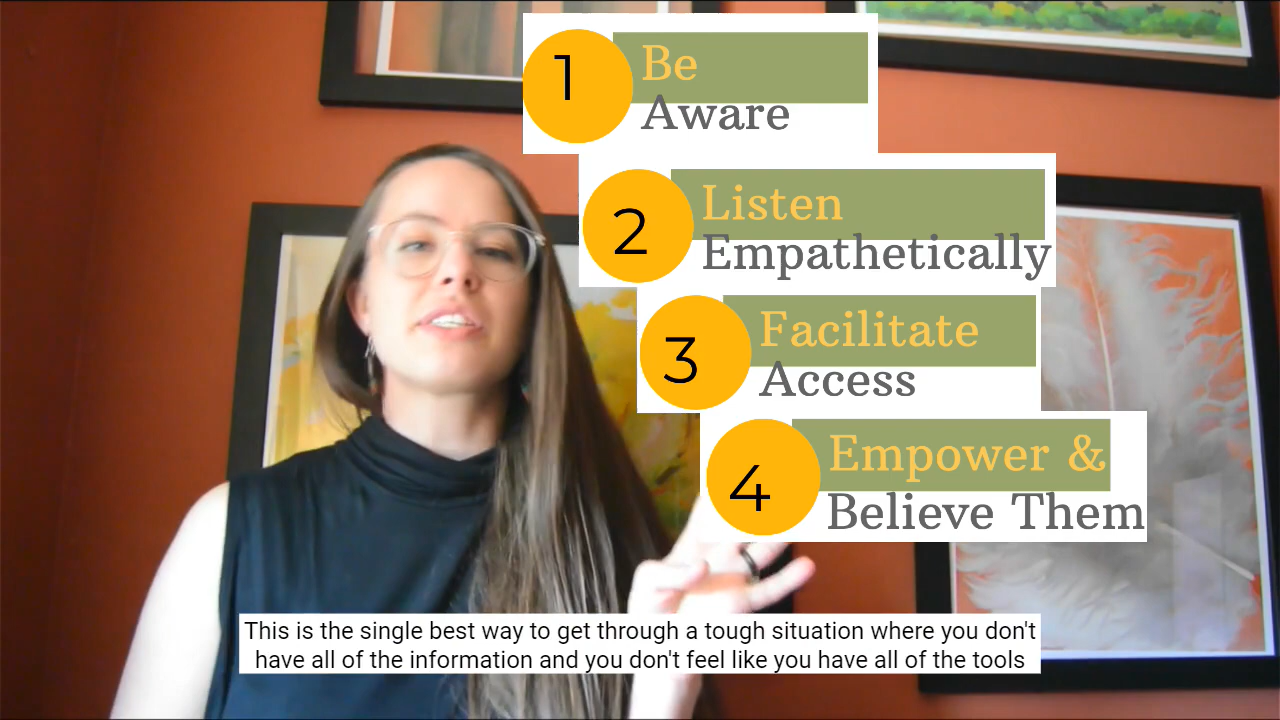 1
Be
Aware
2
Listen
Empathetically
3
Facilitate
Access
4
Empower &
Believe Them
This is the single best way to get through a tough situation where you don't
have all of the information and you don't feel like you have all of the tools